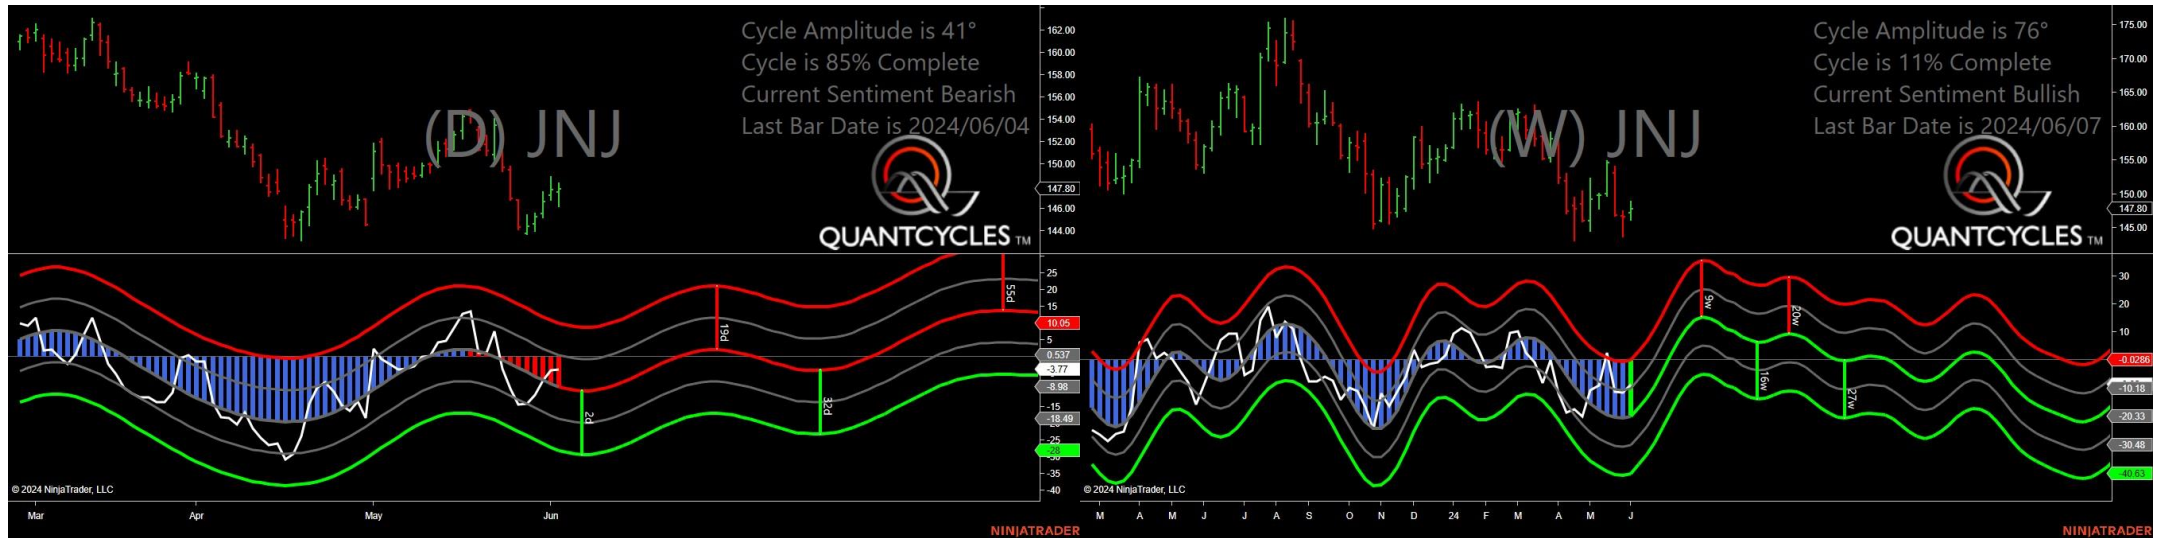 Cycle Amplitude is 41°
Cycle is 85% Complete
Current Sentiment Bearish
Last Bar Date is 2024/06/04
(D) JNJ
QUANTCYCLES TM
162.00
160.00
158.00
156.00
154.00
152.00
150.00
147.80
146.00
144.00
19d
55d
2d
32d
25
20
15
10.05
5
0.537
-3.77
-8.98
-15
-18.49
-25
-28
-35
-40
© 2024 NinjaTrader, LLC
Mar Apr May Jun
NINJATRADER
Cycle Amplitude is 76°
Cycle is 11% Complete
Current Sentiment Bullish
Last Bar Date is 2024/06/07
(W) JNJ
QUANTCYCLES TM
175.00
170.00
165.00
160.00
155.00
150.00
147.80
145.00
9w
20w
16w
27w
30
20
10
-0.0286
-10.18
-20.33
-30.48
-40.63
© 2024 NinjaTrader, LLC
M A M J J A S O N D 24 F M A M J
NINJATRADER